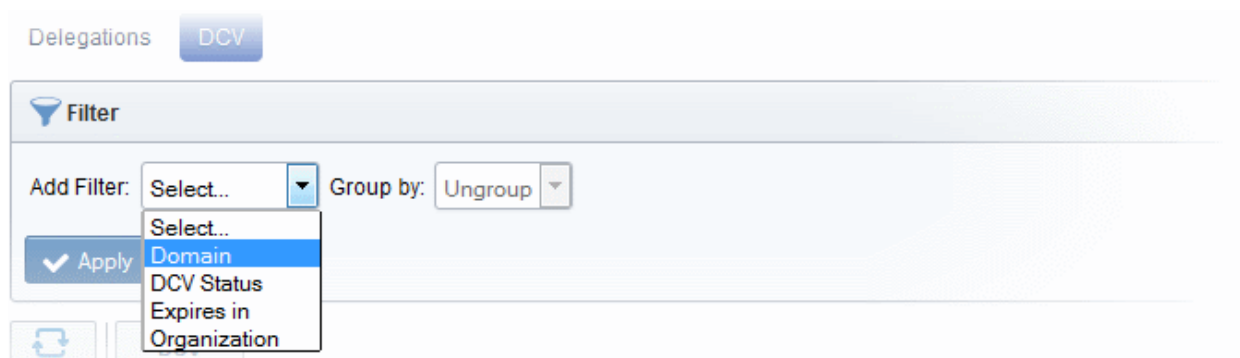 Delegations DCV
Filter
Add Filter: Select... Group by: Ungroup
Select...
Apply Domain
DCV Status
Expires in
Organization